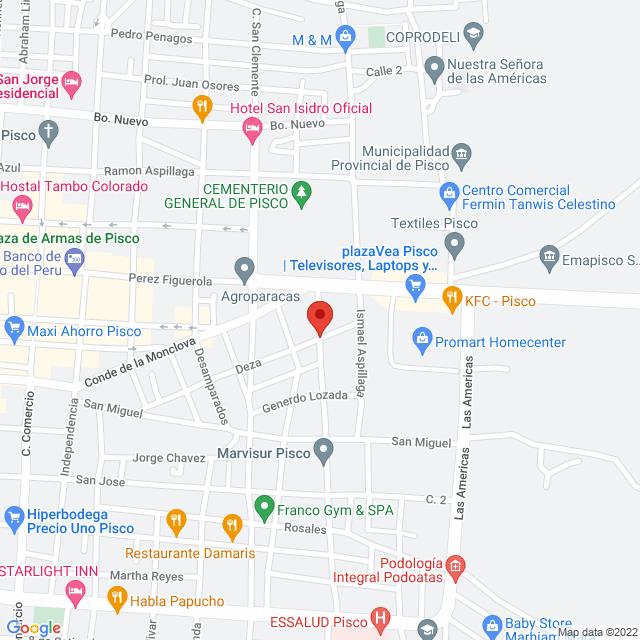 Abraham Lin
Pedro Penagos
C. San Clemente
M & M
COPRODELI
Calle 2
Nuestra Señora
de las Américas
San Jorge
Residencial
Prol. Juan Osores
Bo. Nuevo
Hotel San Isidro Oficial
Bo. Nuevo
Pisco
Municipalidad
Provincial de Pisco
Azul
Ramon Aspillaga
Hostal Tambo Colorado
CEMENTERIO
GENERAL DE PISCO
Centro Comercial
Fermin Tanwis Celestino
Textiles Pisco
aza de Armas de Pisco
Banco de
o del Peru
plazaVea Pisco
| Televisores, Laptops y…
Emapisco S…
Perez Figuerola
Agroparacas
KFC - Pisco
Maxi Ahorro Pisco
Ismael Aspíllaga
Promart Homecenter
Conde de la Monclova
Deza
Desamparados
Las Americas
Generdo Lozada
C. Comercio
Independencia
San Miguel
San Miguel
Jorge Chavez
Marvisur Pisco
Las Americas
San Jose
C. 2
Hiperbodega
Precio Uno Pisco
Franco Gym & SPA
Rosales
Restaurante Damaris
Podología
Integral Podoatas
STARLIGHT INN
Martha Reyes
Habla Papucho
ESSALUD Pisco
Baby Store
Google
Map data ©2022